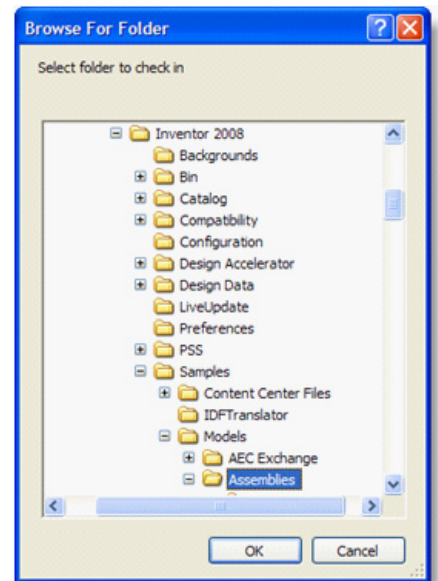 Browse For Folder
Select folder to check in
Inventor 2008
Backgrounds
Bin
Catalog
Compatibility
Configuration
Design Accelerator
Design Data
LiveUpdate
Preferences
PSS
Samples
Content Center Files
IDFTranslator
Models
AEC Exchange
Assemblies
OK Cancel